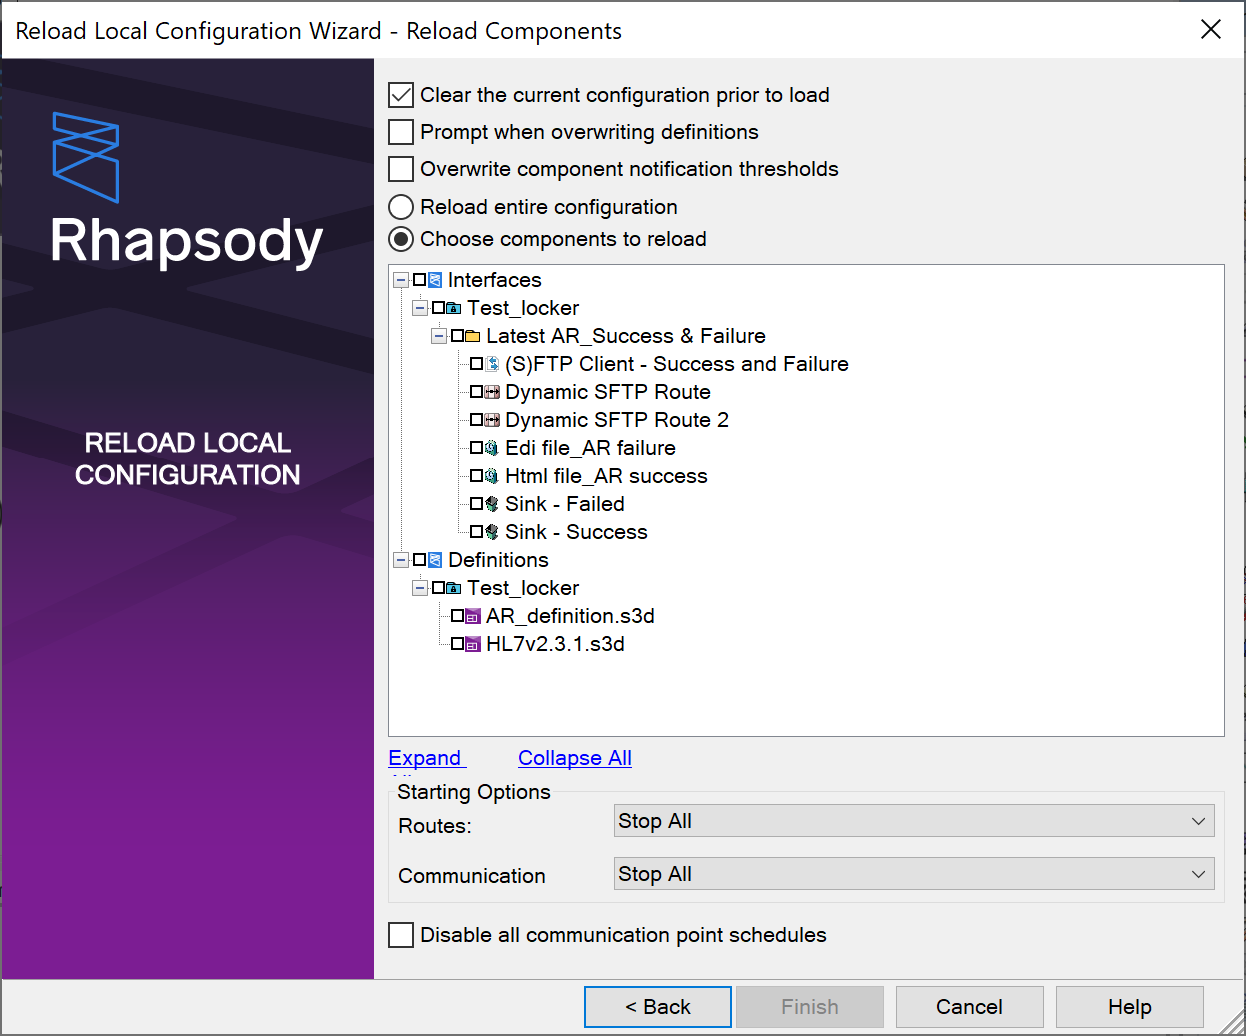 Reload Local Configuration Wizard - Reload Components
Rhapsody
RELOAD LOCAL
CONFIGURATION
Clear the current configuration prior to load
Prompt when overwriting definitions
Overwrite component notification thresholds
Reload entire configuration
Choose components to reload
Interfaces
Test_locker
Latest AR_Success & Failure
(S)FTP Client - Success and Failure
Dynamic SFTP Route
Dynamic SFTP Route 2
Edi file_AR failure
Html file_AR success
Sink - Failed
Sink - Success
Definitions
Test_locker
AR_definition.s3d
HL7v2.3.1.s3d
Expand Collapse All
Starting Options
Routes: Stop All
Communication Stop All
Disable all communication point schedules
< Back Finish Cancel Help